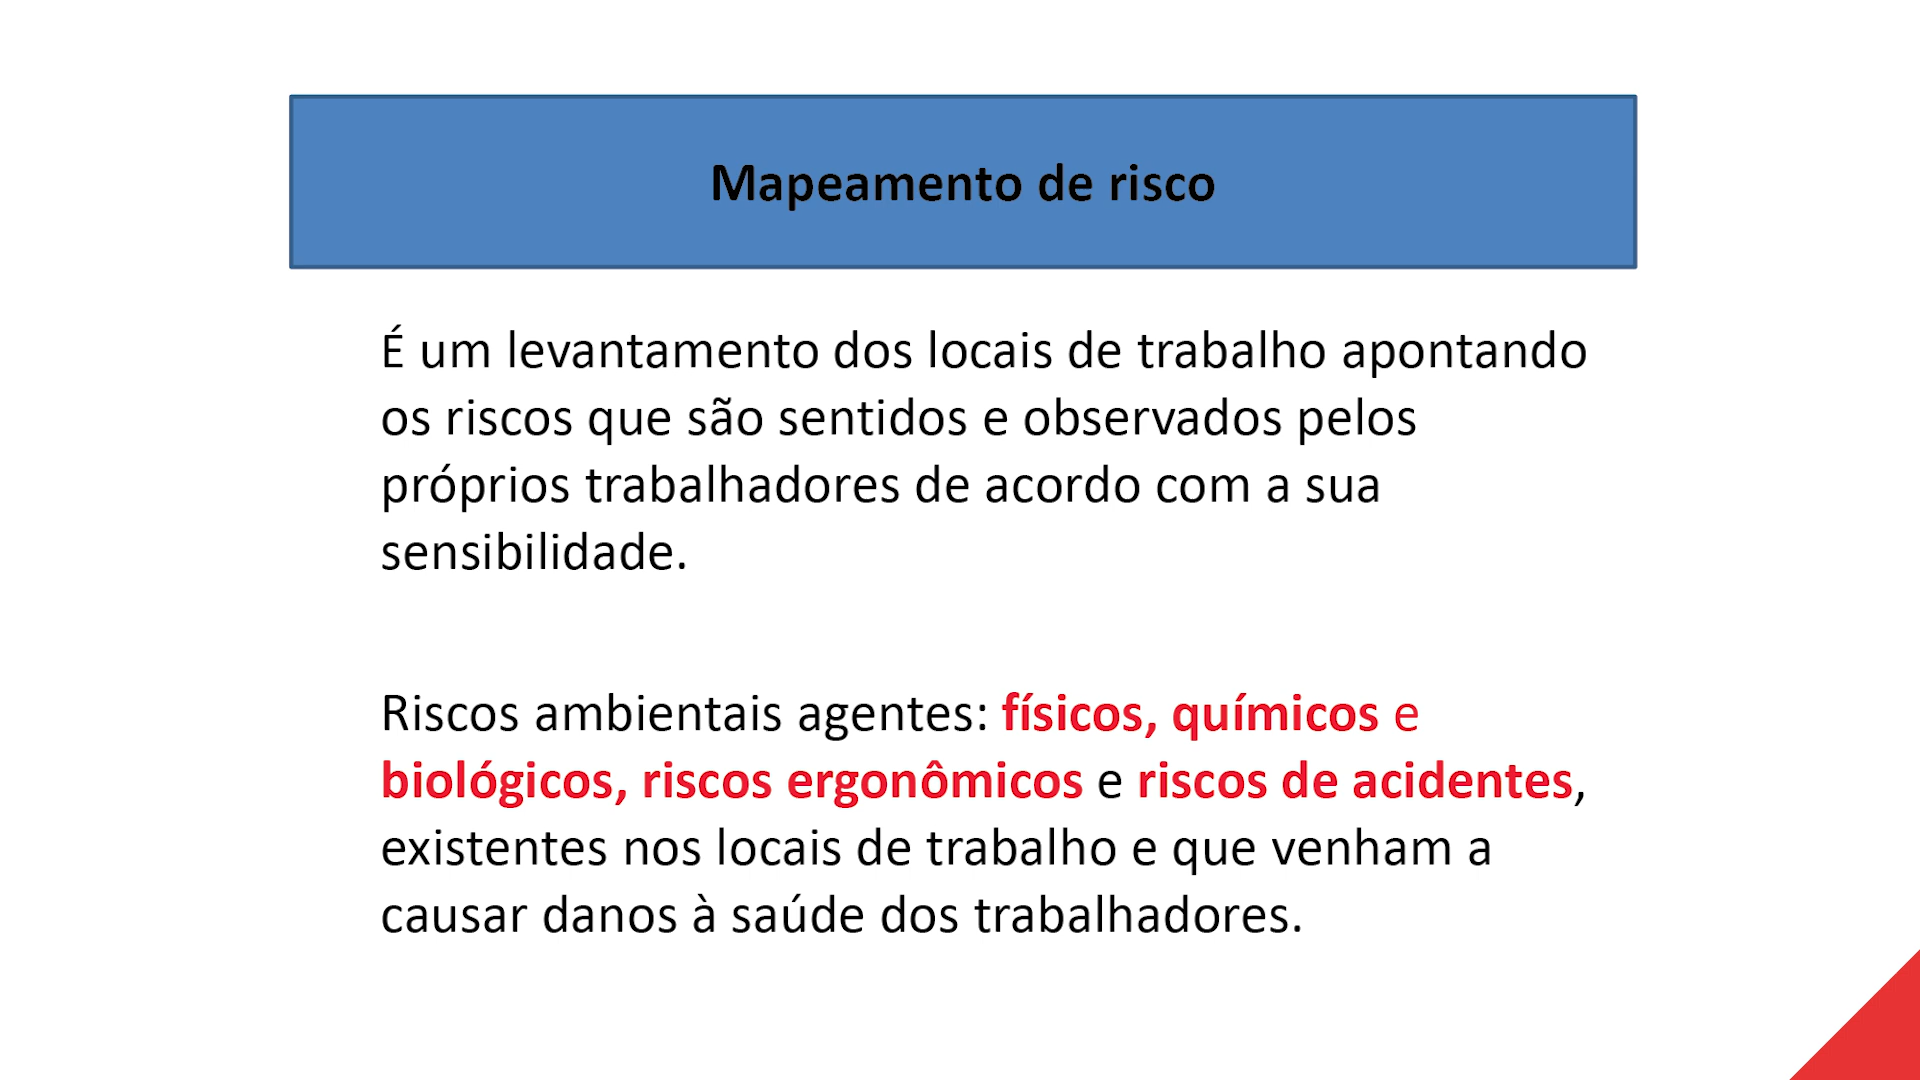 Mapeamento de risco
É um levantamento dos locais de trabalho apontando
os riscos que são sentidos e observados pelos
próprios trabalhadores de acordo com a sua
sensibilidade.
Riscos ambientais agentes: físicos, químicos e
biológicos, riscos ergonômicos e riscos de acidentes,
existentes nos locais de trabalho e que venham a
causar danos à saúde dos trabalhadores.